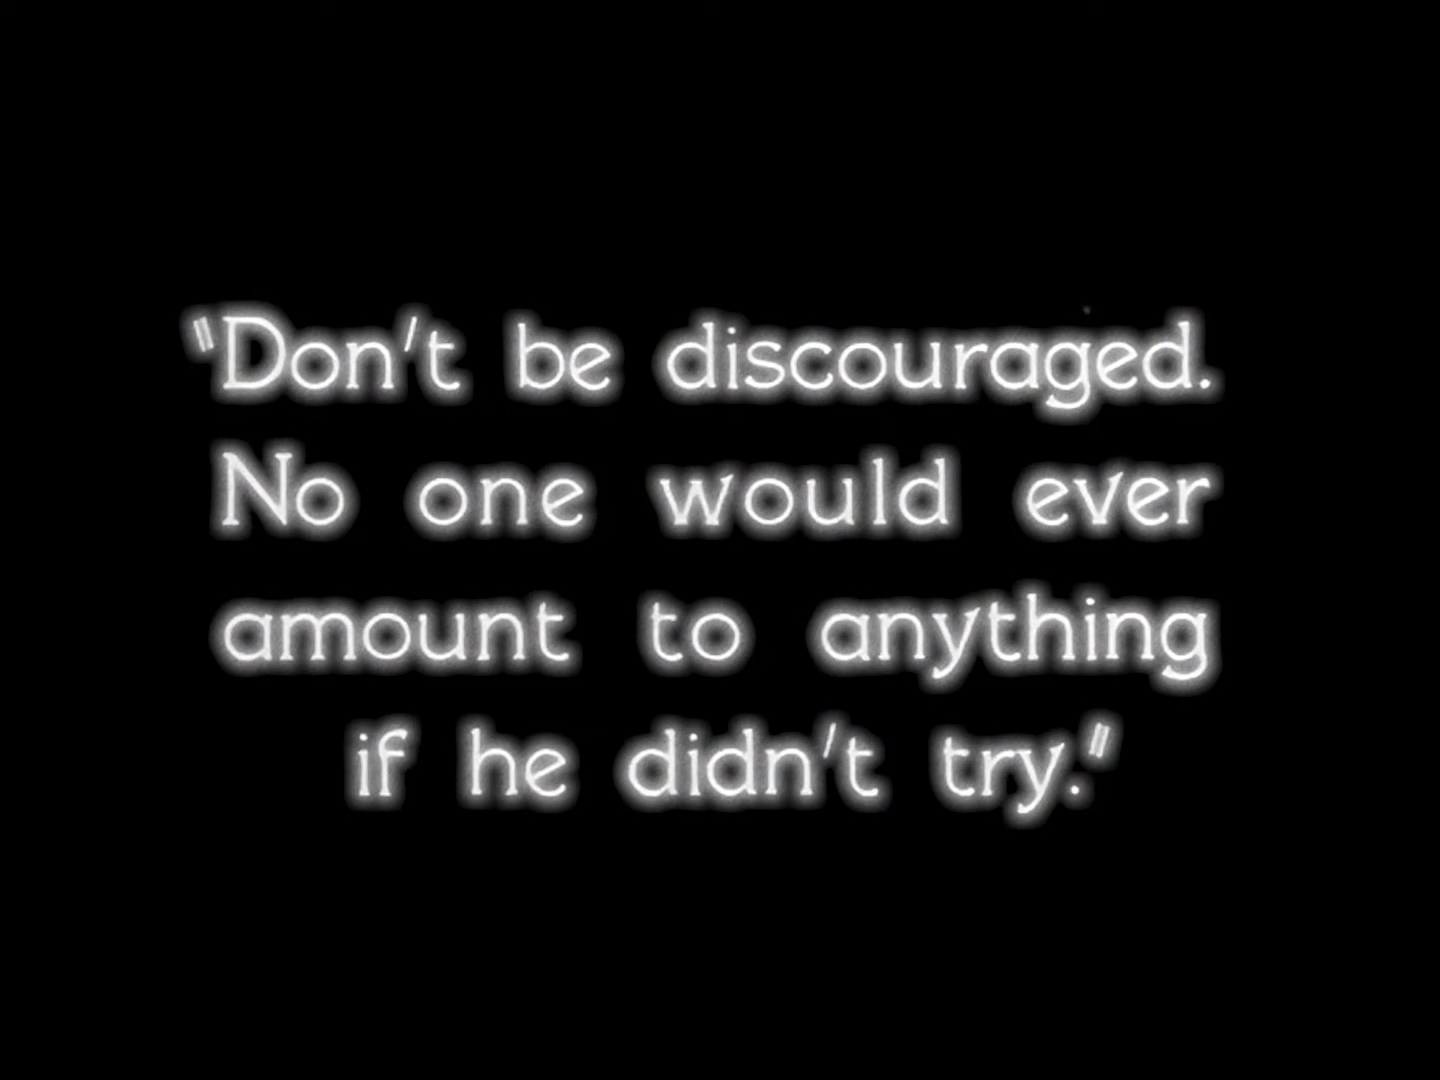 "Don't be discouraged.
No one would ever
amount to anything
if he didn't try."